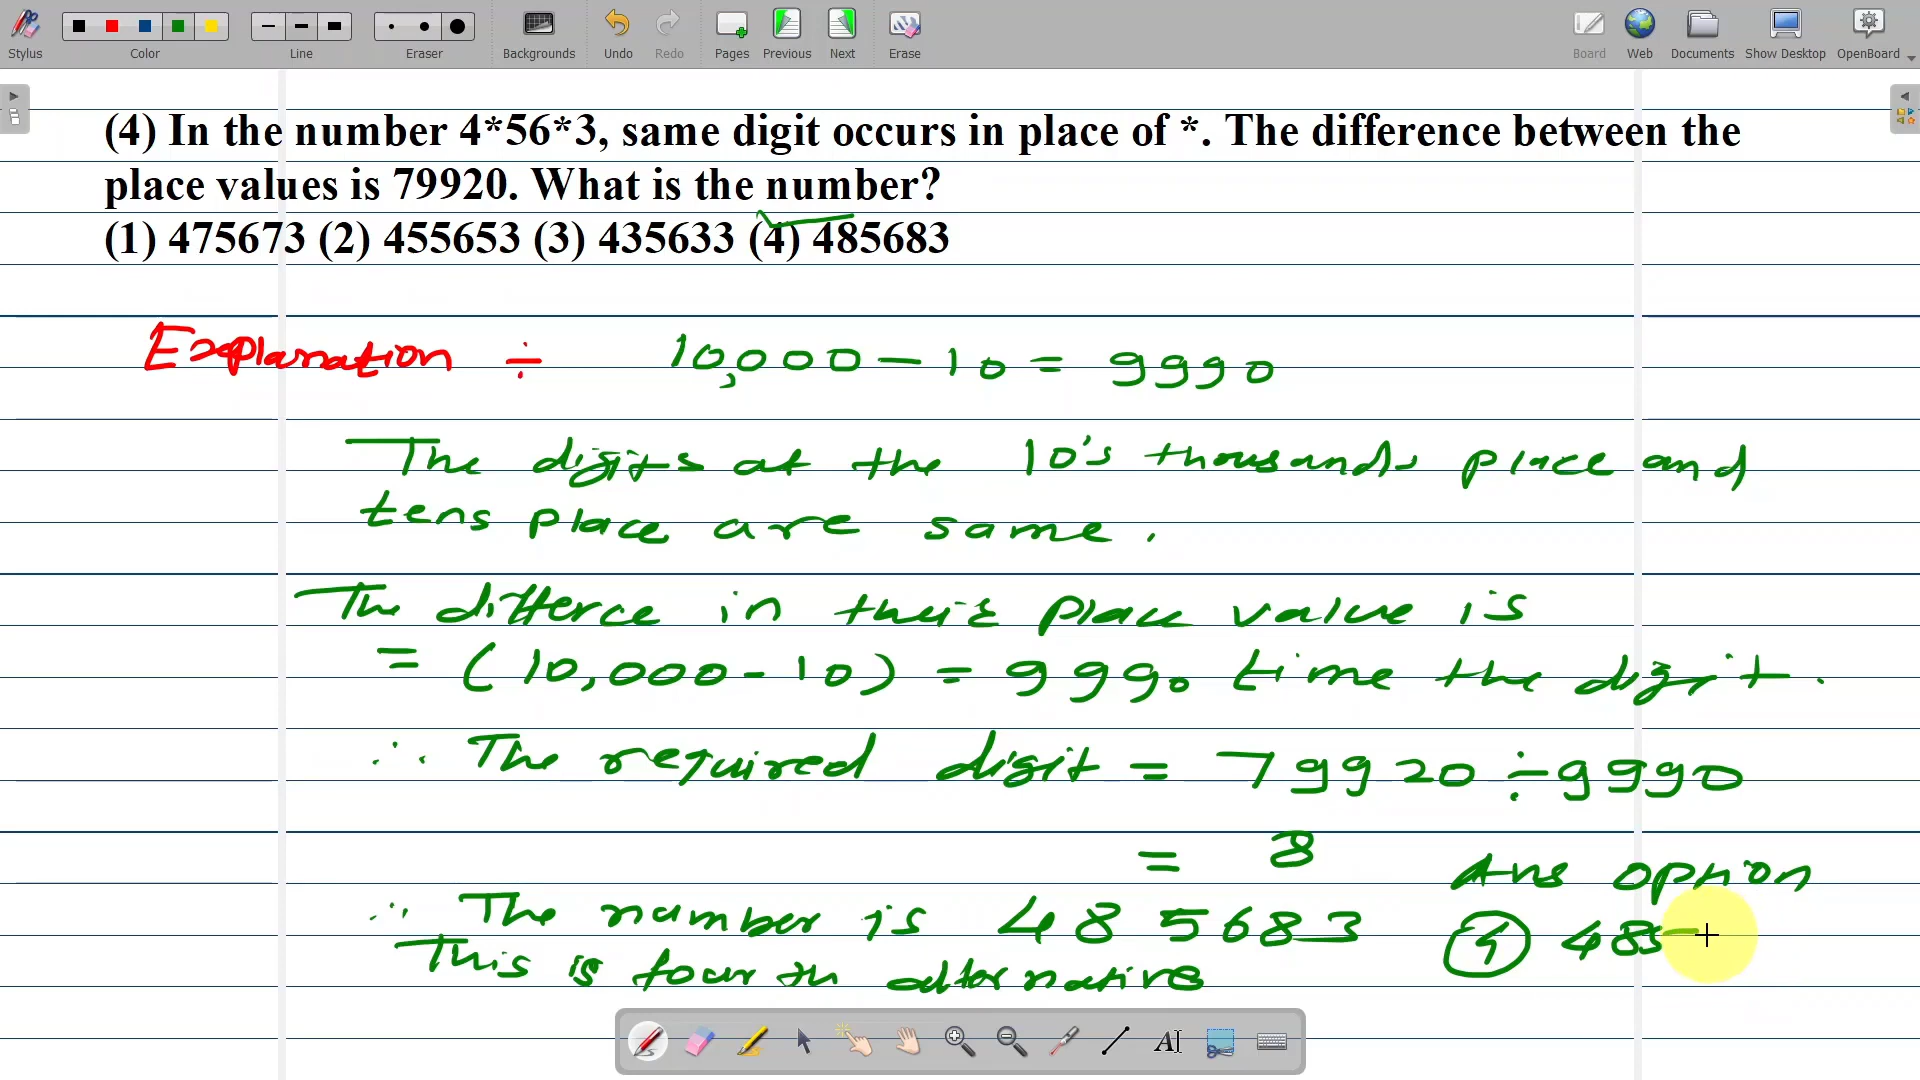 Stylus Color Line Eraser Backgrounds Undo Redo Pages Previous Next Erase Board Web Documents Show Desktop OpenBoard
(4) In the number 4*56*3, same digit occurs in place of *. The difference between the
place values is 79920. What is the number?
(1) 475673 (2) 455653 (3) 435633 (4) 485683
Explanation ÷ 10,000 - 10 = 9990
The digits at the 10's thousands place and
tens place are same.
The differce in their place value is
= (10,000 - 10) = 9990 time the digit.
∴ The required digit = 79920 ÷ 9990
= 8
Ans option
∴ The number is 485683
(4) 485
This is fourth alternative